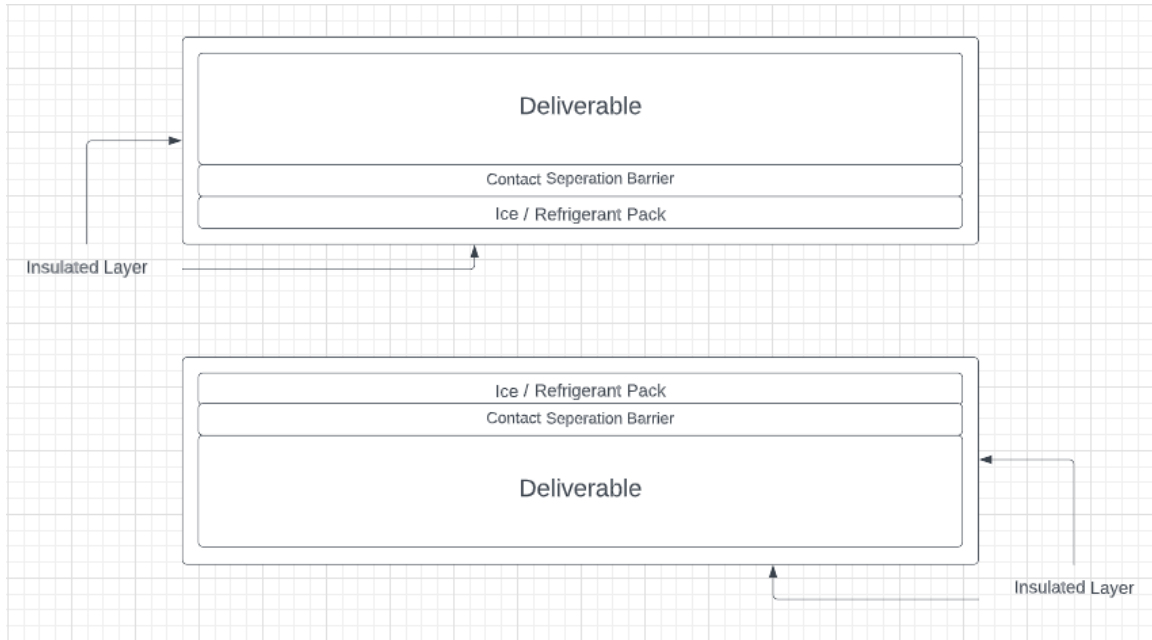 Deliverable
Contact Seperation Barrier
Ice / Refrigerant Pack
Insulated Layer
Ice / Refrigerant Pack
Contact Seperation Barrier
Deliverable
Insulated Layer